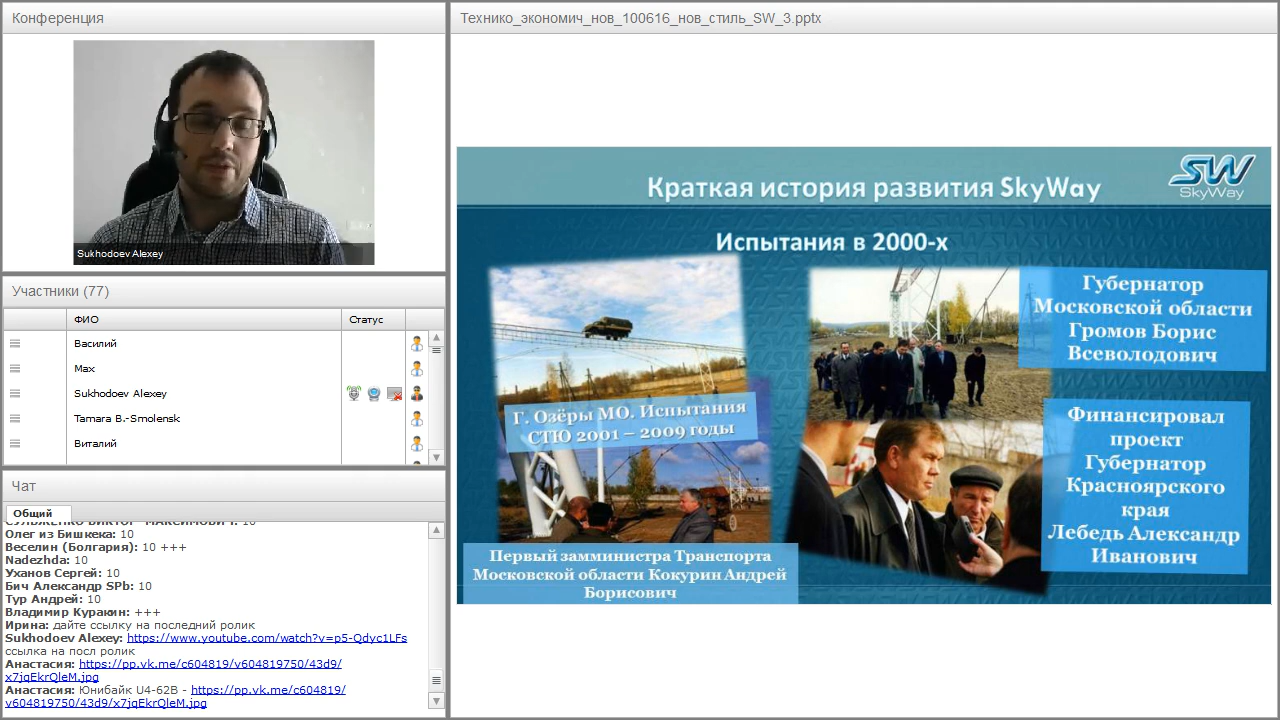 Конференция
Sukhodoev Alexey
Участники (77)
ФИО
Статус
Василий
Max
Sukhodoev Alexey
Tamara B.-Smolensk
Виталий
Чат
Общий
Олег из Бишкека: 10
Веселин (Болгария): 10 +++
Nadezhda: 10
Уханов Сергей: 10
Бич Александр SPb: 10
Тур Андрей: 10
Владимир Куракин: +++
Ирина: дайте ссылку на последний ролик
Sukhodoev Alexey: https://www.youtube.com/watch?v=p5-Qdyc1LFs
ссылка на посл ролик
Анастасия: https://pp.vk.me/c604819/v604819750/43d9/
x7jqEkrQleM.jpg
Анастасия: Юнибайк U4-62B - https://pp.vk.me/c604819/
v604819750/43d9/x7jqEkrQleM.jpg
Технико_экономич_нов_100616_нов_стиль_SW_3.pptx
Краткая история развития SkyWay
SW
SkyWay
Испытания в 2000-х
Г. Озёры МО. Испытания
СТЮ 2001 – 2009 годы
Первый замминистра Транспорта
Московской области Кокурин Андрей
Борисович
Губернатор
Московской области
Громов Борис
Всеволодович
Финансировал
проект
Губернатор
Красноярского
края
Лебедь Александр
Иванович